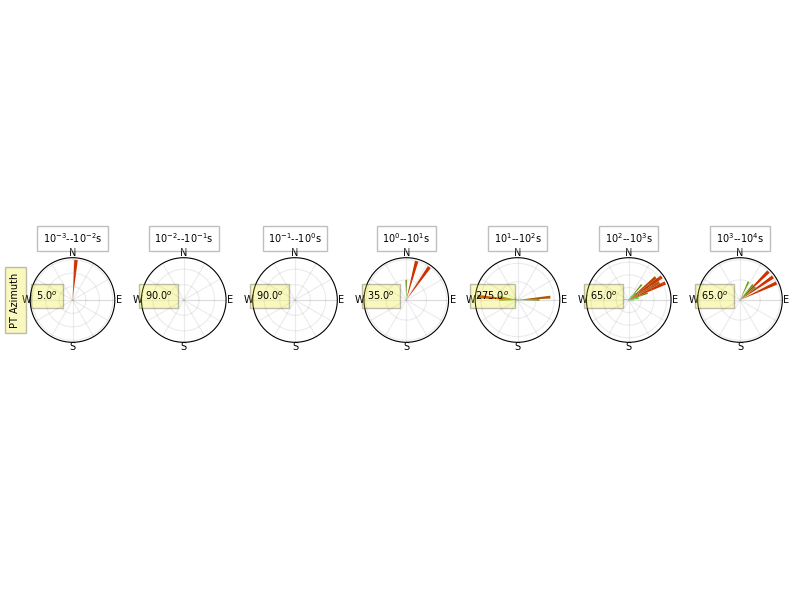 10⁻³--10⁻²s 10⁻²--10⁻¹s 10⁻¹--10⁰s 10⁰--10¹s 10¹--10²s 10²--10³s 10³--10⁴s
N N N N N N N
PT Azimuth
W 5.0° E W 90.0° E W 90.0° E W 35.0° E W 275.0° E W 65.0° E W 65.0° E
S S S S S S S